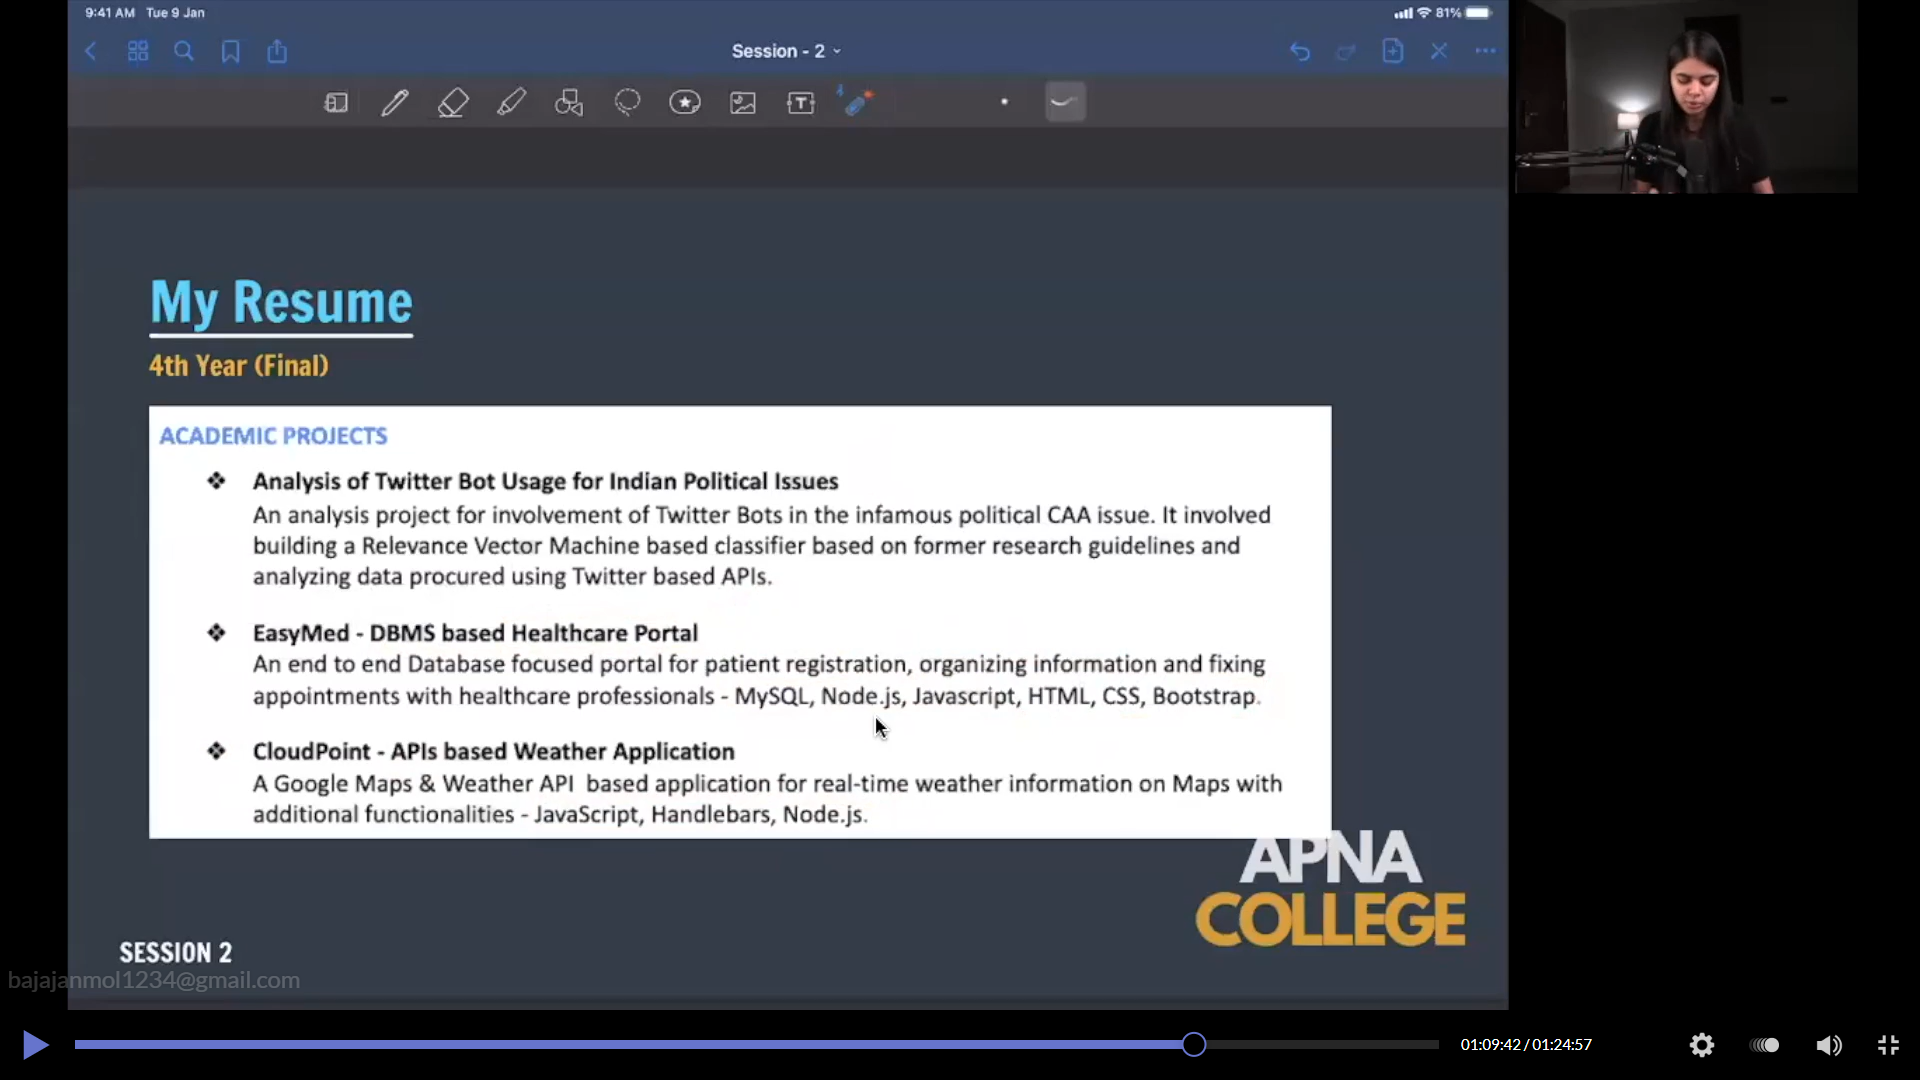 9:41 AM Tue 9 Jan
81%
Session - 2
My Resume
4th Year (Final)
ACADEMIC PROJECTS
❖ Analysis of Twitter Bot Usage for Indian Political Issues
An analysis project for involvement of Twitter Bots in the infamous political CAA issue. It involved
building a Relevance Vector Machine based classifier based on former research guidelines and
analyzing data procured using Twitter based APIs.
❖ EasyMed - DBMS based Healthcare Portal
An end to end Database focused portal for patient registration, organizing information and fixing
appointments with healthcare professionals - MySQL, Node.js, Javascript, HTML, CSS, Bootstrap.
❖ CloudPoint - APIs based Weather Application
A Google Maps & Weather API based application for real-time weather information on Maps with
additional functionalities - JavaScript, Handlebars, Node.js.
APNA
COLLEGE
SESSION 2
bajajanmol1234@gmail.com
01:09:42 / 01:24:57